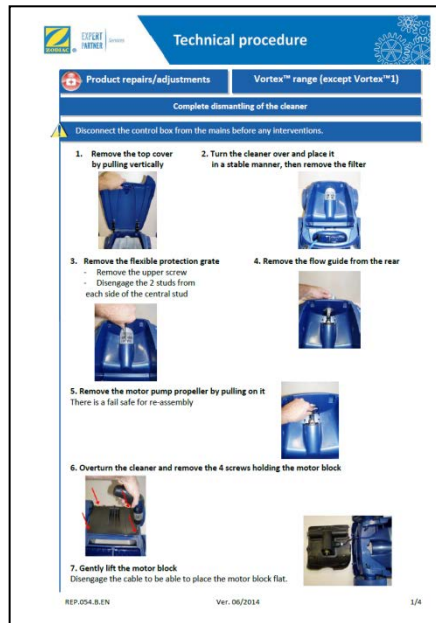 ZODIAC ®
EXPERT
PARTNER
Technical procedure
Product repairs/adjustments
Vortex™ range (except Vortex™1)
Complete dismantling of the cleaner
Disconnect the control box from the mains before any interventions.
1. Remove the top cover
by pulling vertically
2. Turn the cleaner over and place it
in a stable manner, then remove the filter
3. Remove the flexible protection grate
- Remove the upper screw
- Disengage the 2 studs from
each side of the central stud
4. Remove the flow guide from the rear
5. Remove the motor pump propeller by pulling on it
There is a fail safe for re-assembly
6. Overturn the cleaner and remove the 4 screws holding the motor block
7. Gently lift the motor block
Disengage the cable to be able to place the motor block flat.
REP.054.B.EN
Ver. 06/2014
1/4